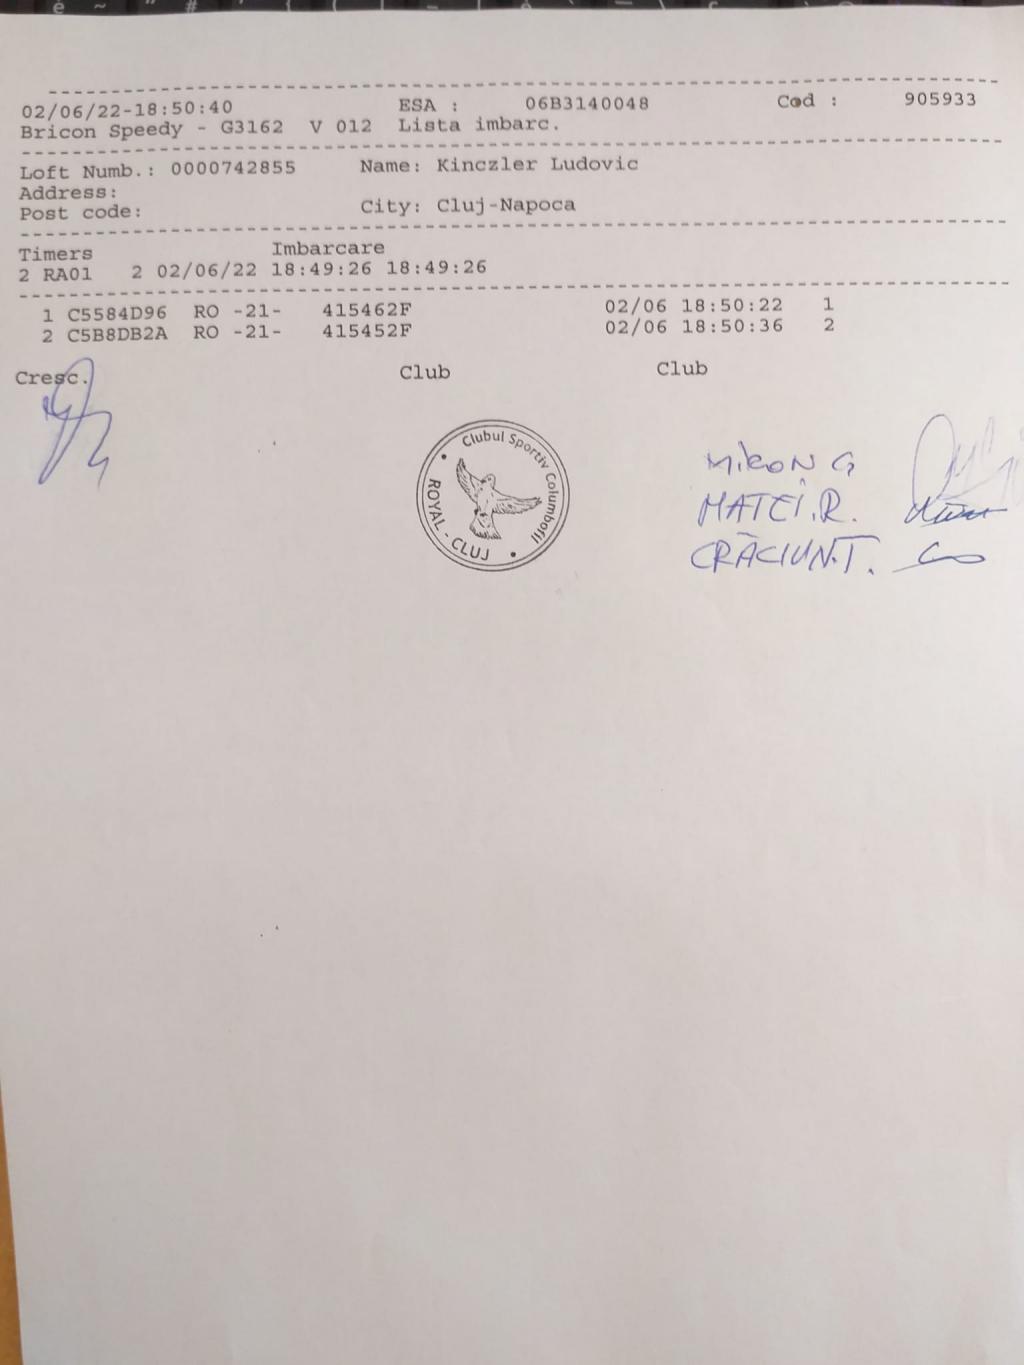 02/06/22-18:50:40 ESA : 06B3140048 Cod : 905933
Bricon Speedy - G3162 V 012 Lista imbarc.
Loft Numb.: 0000742855 Name: Kinczler Ludovic
Address:
Post code: City: Cluj-Napoca
Timers Imbarcare
2 RA01 2 02/06/22 18:49:26 18:49:26
1 C5584D96 RO -21- 415462F 02/06 18:50:22 1
2 C5B8DB2A RO -21- 415452F 02/06 18:50:36 2
Cresc. Club Club
Clubul Sportiv Columbofil
ROYAL - CLUJ
MIRON G
MATEI.R.
CRĂCIUN.T.